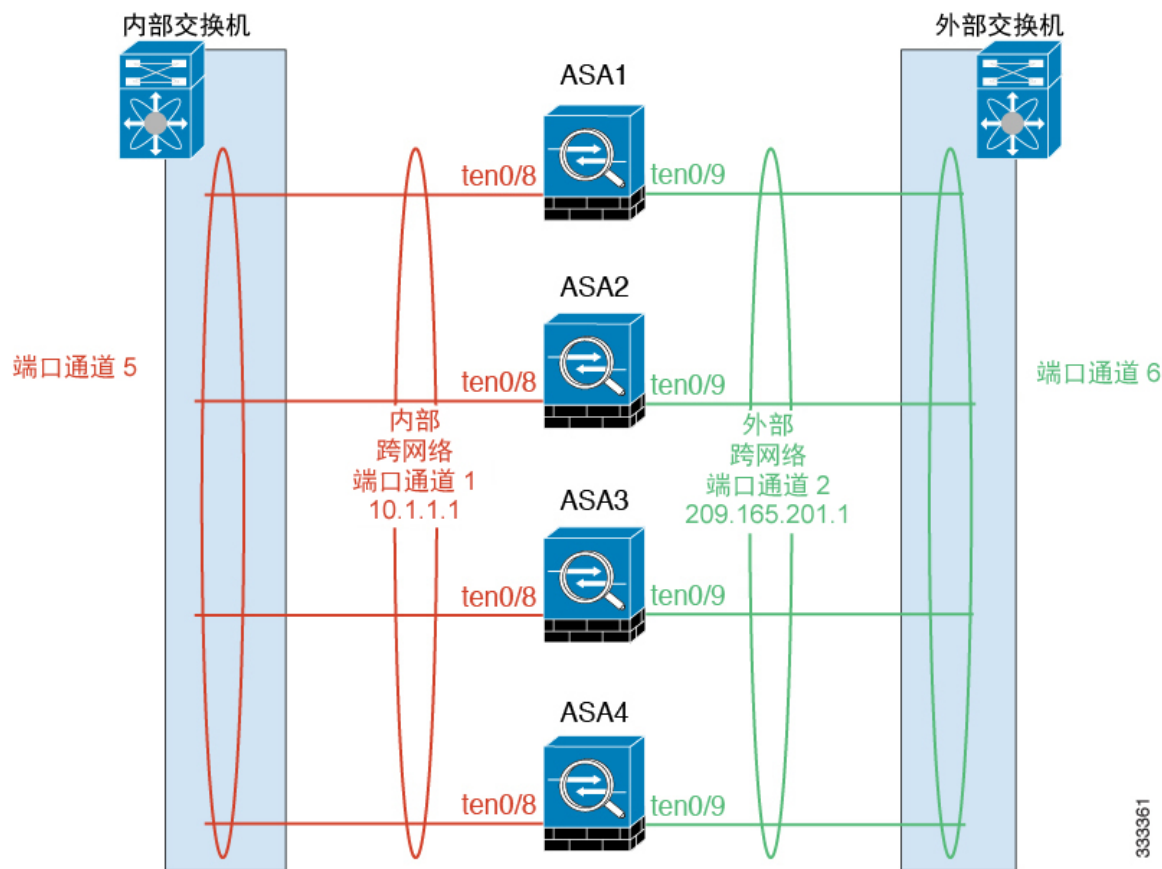 内部交换机
外部交换机
ASA1
ten0/8
ten0/9
ASA2
端口通道 5
ten0/8
ten0/9
端口通道 6
内部
跨网络
端口通道 1
10.1.1.1
外部
跨网络
端口通道 2
209.165.201.1
ASA3
ten0/8
ten0/9
ASA4
ten0/8
ten0/9
333361